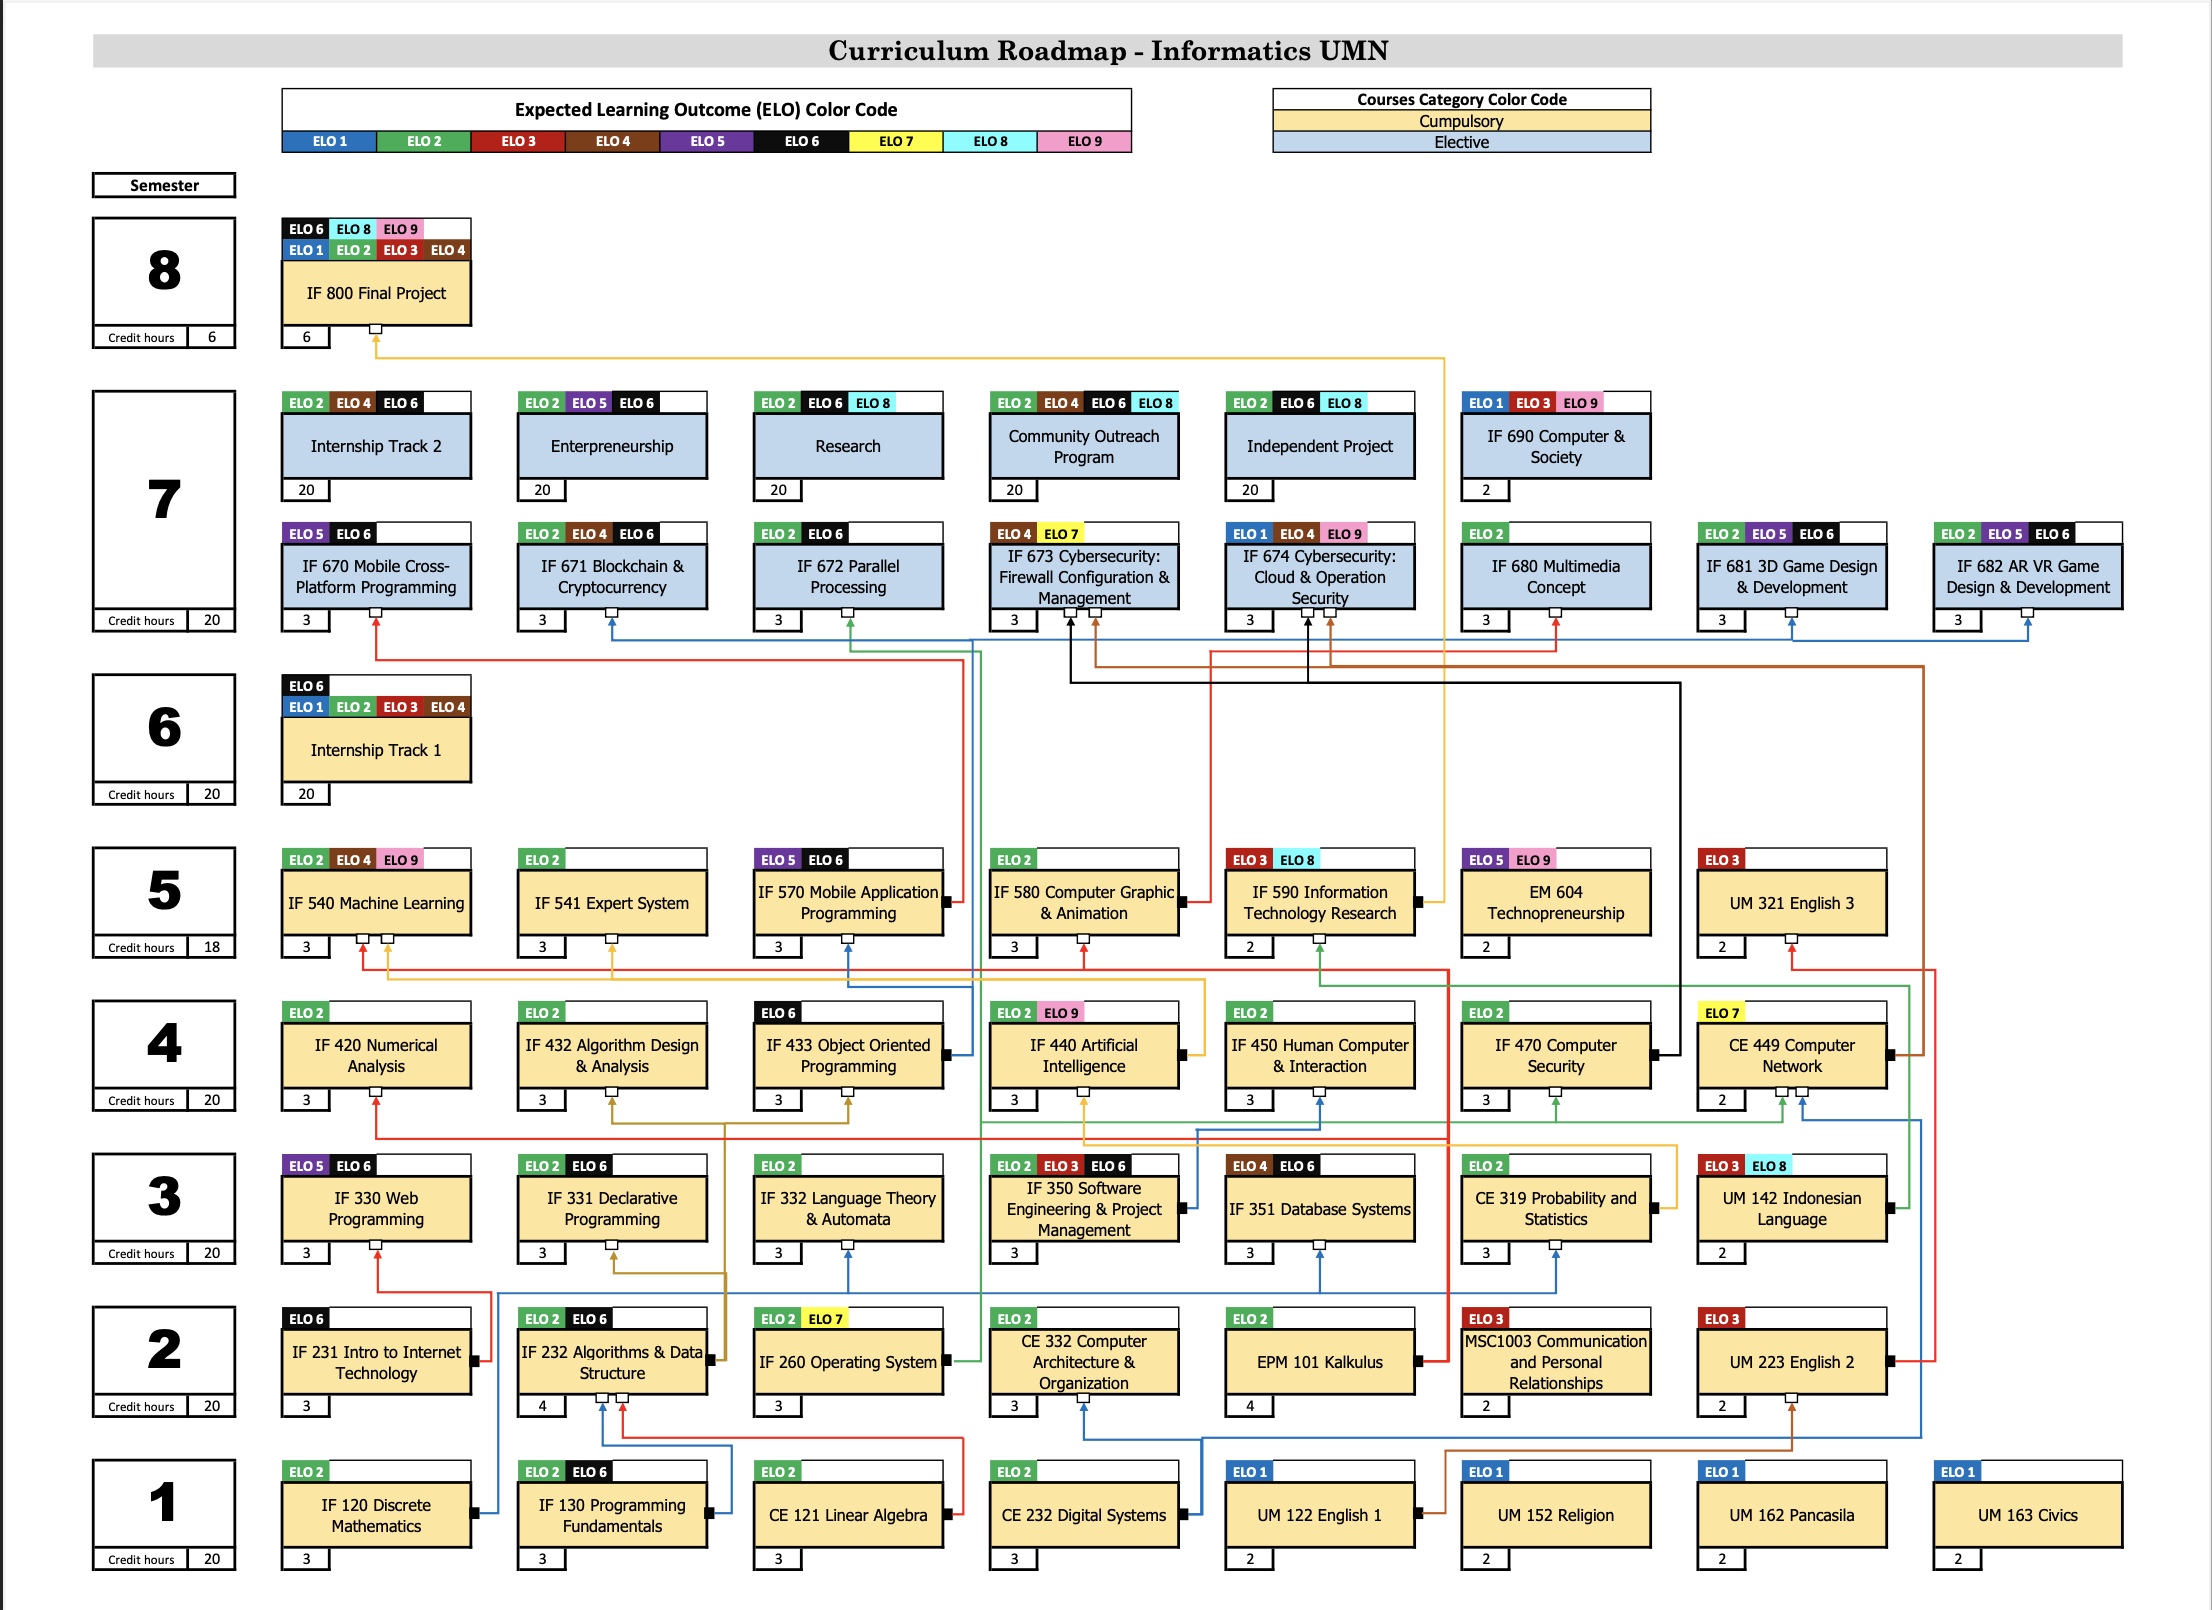 Curriculum Roadmap - Informatics UMN
Expected Learning Outcome (ELO) Color Code
ELO 1 ELO 2 ELO 3 ELO 4 ELO 5 ELO 6 ELO 7 ELO 8 ELO 9
Courses Category Color Code
Cumpulsory
Elective
Semester
8
Credit hours 6
ELO 6 ELO 8 ELO 9
ELO 1 ELO 2 ELO 3 ELO 4
IF 800 Final Project
6
7
Credit hours 20
ELO 2 ELO 4 ELO 6
Internship Track 2
20
ELO 2 ELO 5 ELO 6
Enterpreneurship
20
ELO 2 ELO 6 ELO 8
Research
20
ELO 2 ELO 4 ELO 6 ELO 8
Community Outreach
Program
20
ELO 2 ELO 6 ELO 8
Independent Project
20
ELO 1 ELO 3 ELO 9
IF 690 Computer &
Society
2
ELO 5 ELO 6
IF 670 Mobile Cross-
Platform Programming
3
ELO 2 ELO 4 ELO 6
IF 671 Blockchain &
Cryptocurrency
3
ELO 2 ELO 6
IF 672 Parallel
Processing
3
ELO 4 ELO 7
IF 673 Cybersecurity:
Firewall Configuration &
Management
3
ELO 1 ELO 4 ELO 9
IF 674 Cybersecurity:
Cloud & Operation
Security
3
ELO 2
IF 680 Multimedia
Concept
3
ELO 2 ELO 5 ELO 6
IF 681 3D Game Design
& Development
3
ELO 2 ELO 5 ELO 6
IF 682 AR VR Game
Design & Development
3
6
Credit hours 20
ELO 6
ELO 1 ELO 2 ELO 3 ELO 4
Internship Track 1
20
5
Credit hours 18
ELO 2 ELO 4 ELO 9
IF 540 Machine Learning
3
ELO 2
IF 541 Expert System
3
ELO 5 ELO 6
IF 570 Mobile Application
Programming
3
ELO 2
IF 580 Computer Graphic
& Animation
3
ELO 3 ELO 8
IF 590 Information
Technology Research
2
ELO 5 ELO 9
EM 604
Technopreneurship
2
ELO 3
UM 321 English 3
2
4
Credit hours 20
ELO 2
IF 420 Numerical
Analysis
3
ELO 2
IF 432 Algorithm Design
& Analysis
3
ELO 6
IF 433 Object Oriented
Programming
3
ELO 2 ELO 9
IF 440 Artificial
Intelligence
3
ELO 2
IF 450 Human Computer
& Interaction
3
ELO 2
IF 470 Computer
Security
3
ELO 7
CE 449 Computer
Network
2
3
Credit hours 20
ELO 5 ELO 6
IF 330 Web
Programming
3
ELO 2 ELO 6
IF 331 Declarative
Programming
3
ELO 2
IF 332 Language Theory
& Automata
3
ELO 2 ELO 3 ELO 6
IF 350 Software
Engineering & Project
Management
3
ELO 4 ELO 6
IF 351 Database Systems
3
ELO 2
CE 319 Probability and
Statistics
3
ELO 3 ELO 8
UM 142 Indonesian
Language
2
2
Credit hours 20
ELO 6
IF 231 Intro to Internet
Technology
3
ELO 2 ELO 6
IF 232 Algorithms & Data
Structure
4
ELO 2 ELO 7
IF 260 Operating System
3
ELO 2
CE 332 Computer
Architecture &
Organization
3
ELO 2
EPM 101 Kalkulus
4
ELO 3
MSC1003 Communication
and Personal
Relationships
2
ELO 3
UM 223 English 2
2
1
Credit hours 20
ELO 2
IF 120 Discrete
Mathematics
3
ELO 2 ELO 6
IF 130 Programming
Fundamentals
3
ELO 2
CE 121 Linear Algebra
3
ELO 2
CE 232 Digital Systems
3
ELO 1
UM 122 English 1
2
ELO 1
UM 152 Religion
2
ELO 1
UM 162 Pancasila
2
ELO 1
UM 163 Civics
2